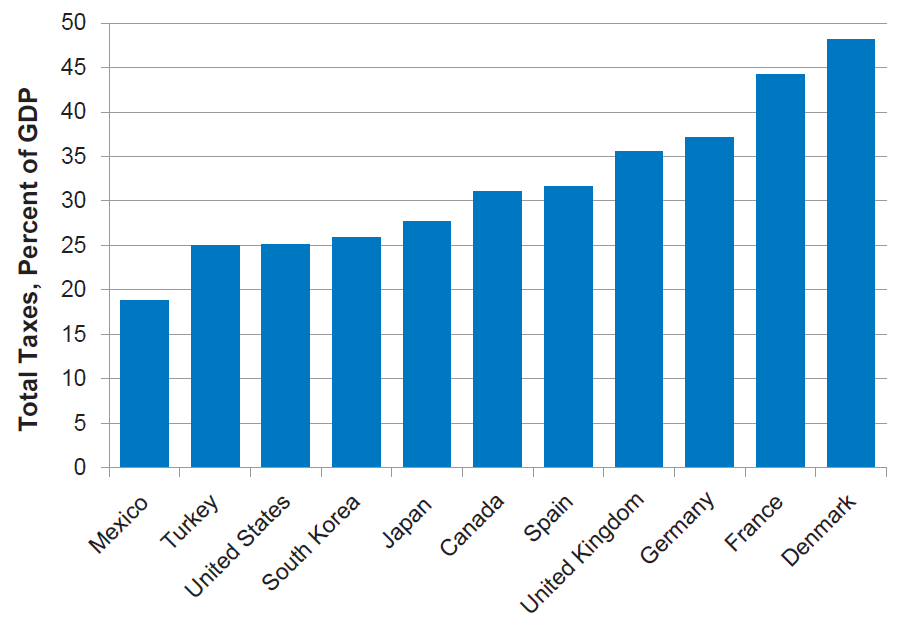 Total Taxes, Percent of GDP
50
45
40
35
30
25
20
15
10
5
0
Mexico
Turkey
United States
South Korea
Japan
Canada
Spain
United Kingdom
Germany
France
Denmark